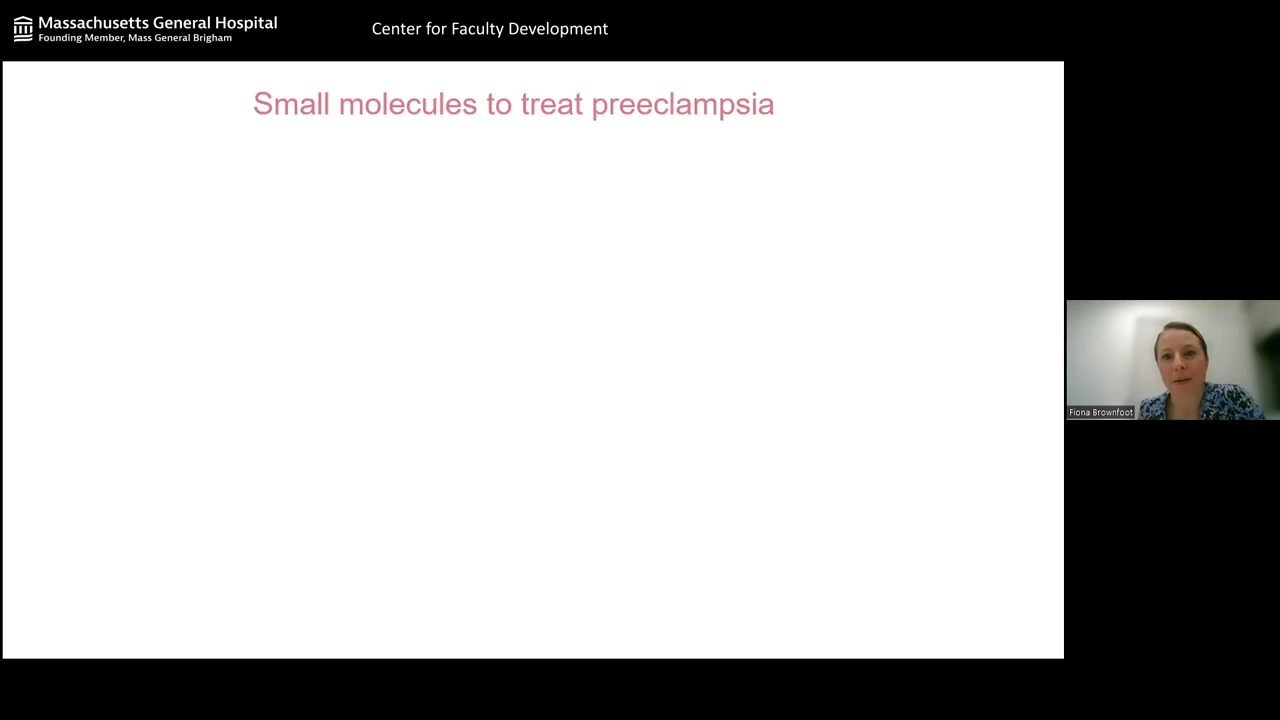 Massachusetts General Hospital
Founding Member, Mass General Brigham
Center for Faculty Development
Small molecules to treat preeclampsia
Fiona Brownfoot